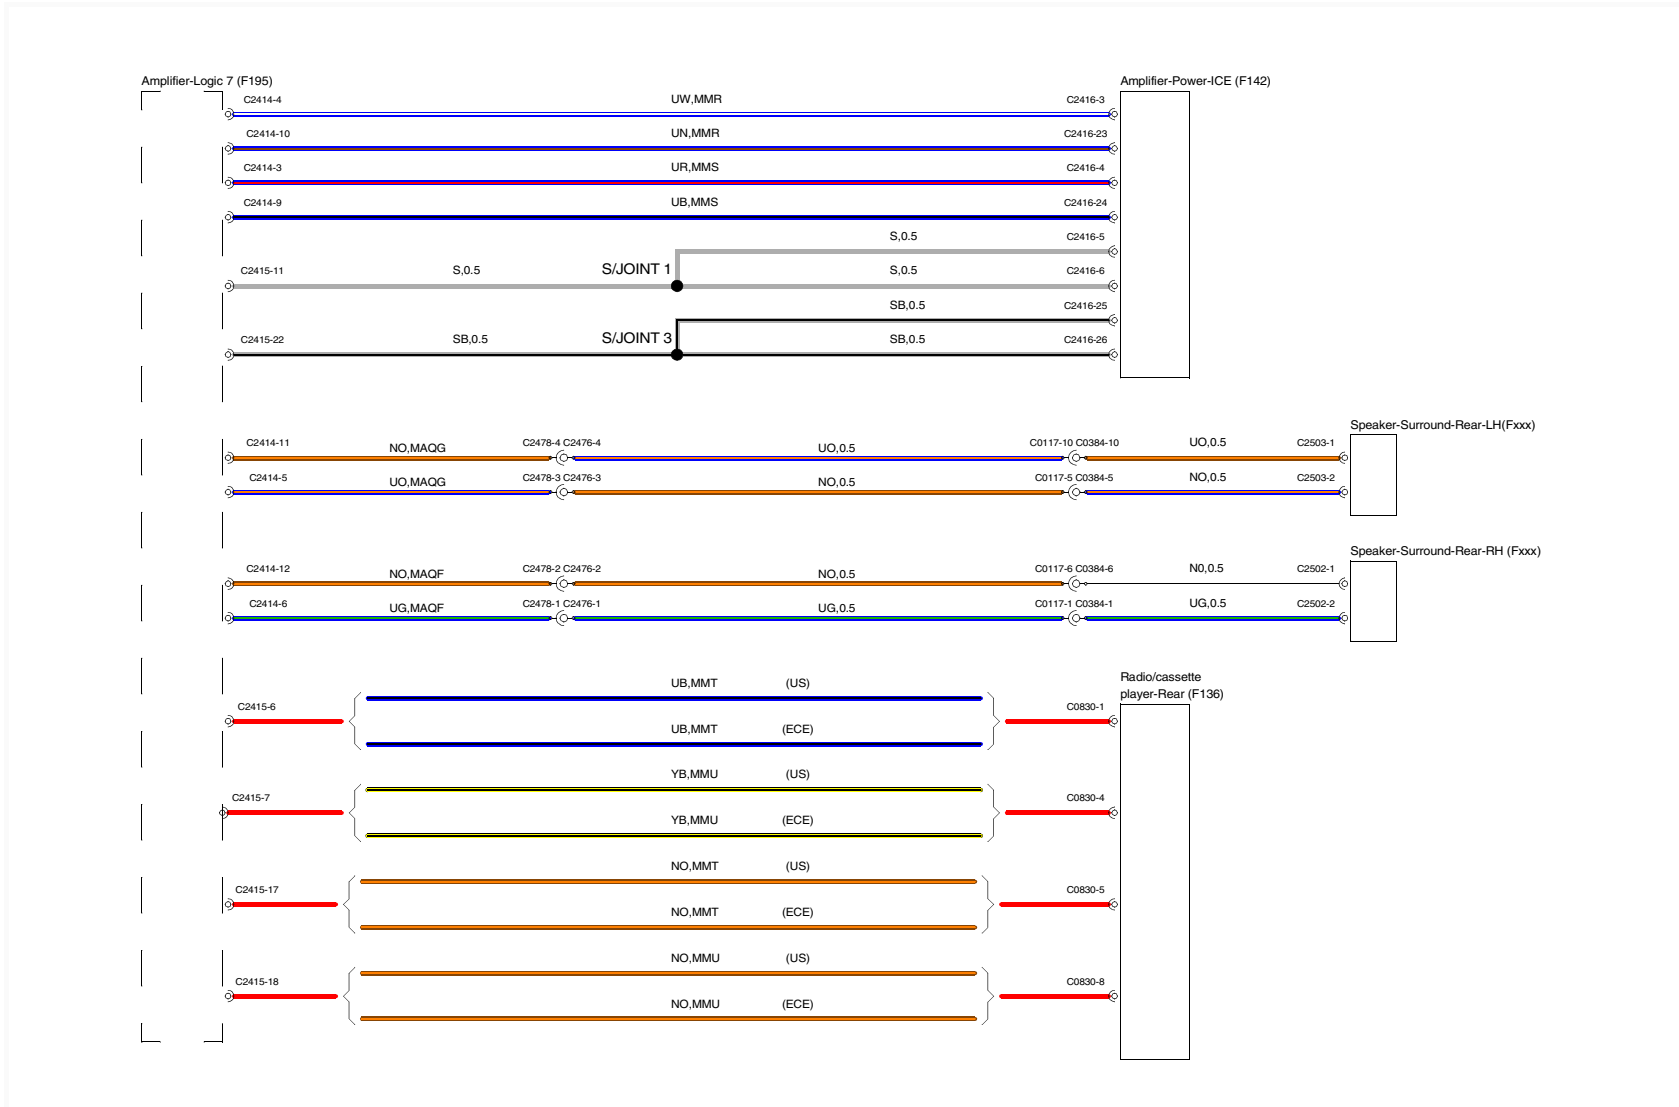 Amplifier-Logic 7 (F195)
Amplifier-Power-ICE (F142)
C2414-4 UW,MMR C2416-3
C2414-10 UN,MMR C2416-23
C2414-3 UR,MMS C2416-4
C2414-9 UB,MMS C2416-24
S,0.5 C2416-5
C2415-11 S,0.5 S/JOINT 1 S,0.5 C2416-6
SB,0.5 C2416-25
C2415-22 SB,0.5 S/JOINT 3 SB,0.5 C2416-26
Speaker-Surround-Rear-LH(Fxxx)
C2414-11 NO,MAQG C2478-4 C2476-4 UO,0.5 C0117-10 C0384-10 UO,0.5 C2503-1
C2414-5 UO,MAQG C2478-3 C2476-3 NO,0.5 C0117-5 C0384-5 NO,0.5 C2503-2
Speaker-Surround-Rear-RH (Fxxx)
C2414-12 NO,MAQF C2478-2 C2476-2 NO,0.5 C0117-6 C0384-6 N0,0.5 C2502-1
C2414-6 UG,MAQF C2478-1 C2476-1 UG,0.5 C0117-1 C0384-1 UG,0.5 C2502-2
Radio/cassette
player-Rear (F136)
UB,MMT (US)
C2415-6 C0830-1
UB,MMT (ECE)
YB,MMU (US)
C2415-7 C0830-4
YB,MMU (ECE)
NO,MMT (US)
C2415-17 C0830-5
NO,MMT (ECE)
NO,MMU (US)
C2415-18 C0830-8
NO,MMU (ECE)